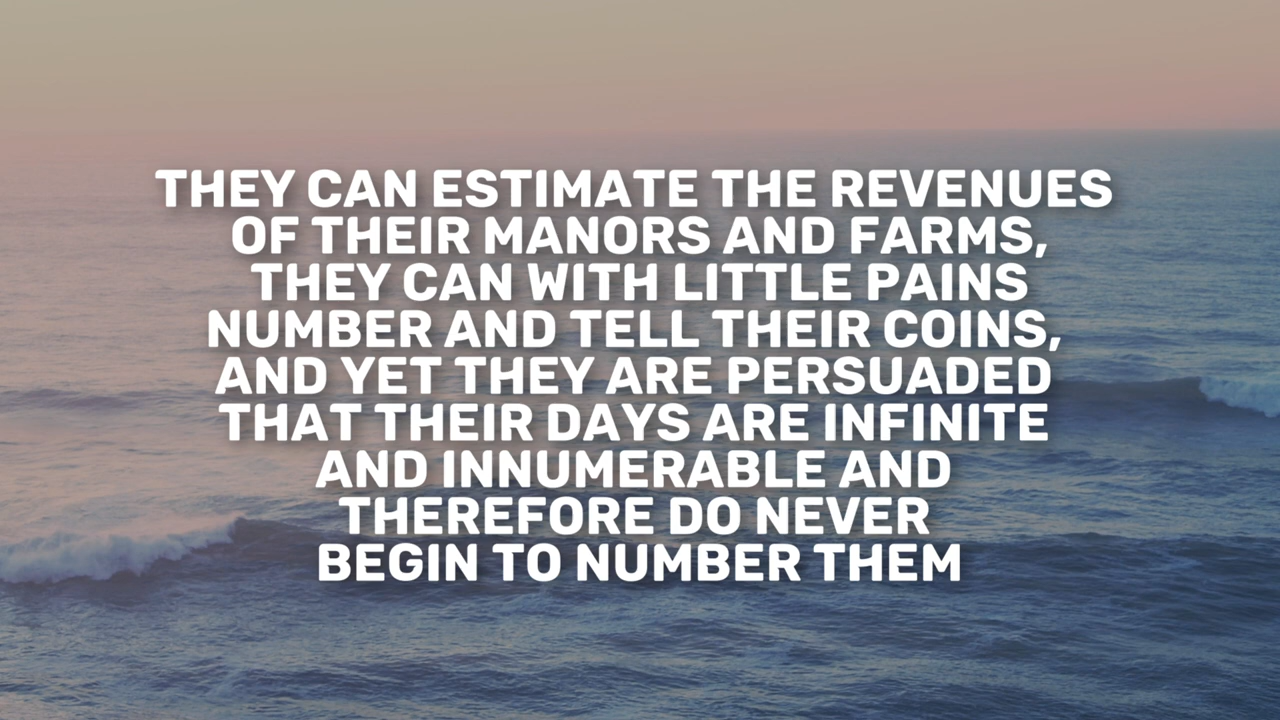 THEY CAN ESTIMATE THE REVENUES
OF THEIR MANORS AND FARMS,
THEY CAN WITH LITTLE PAINS
NUMBER AND TELL THEIR COINS,
AND YET THEY ARE PERSUADED
THAT THEIR DAYS ARE INFINITE
AND INNUMERABLE AND
THEREFORE DO NEVER
BEGIN TO NUMBER THEM